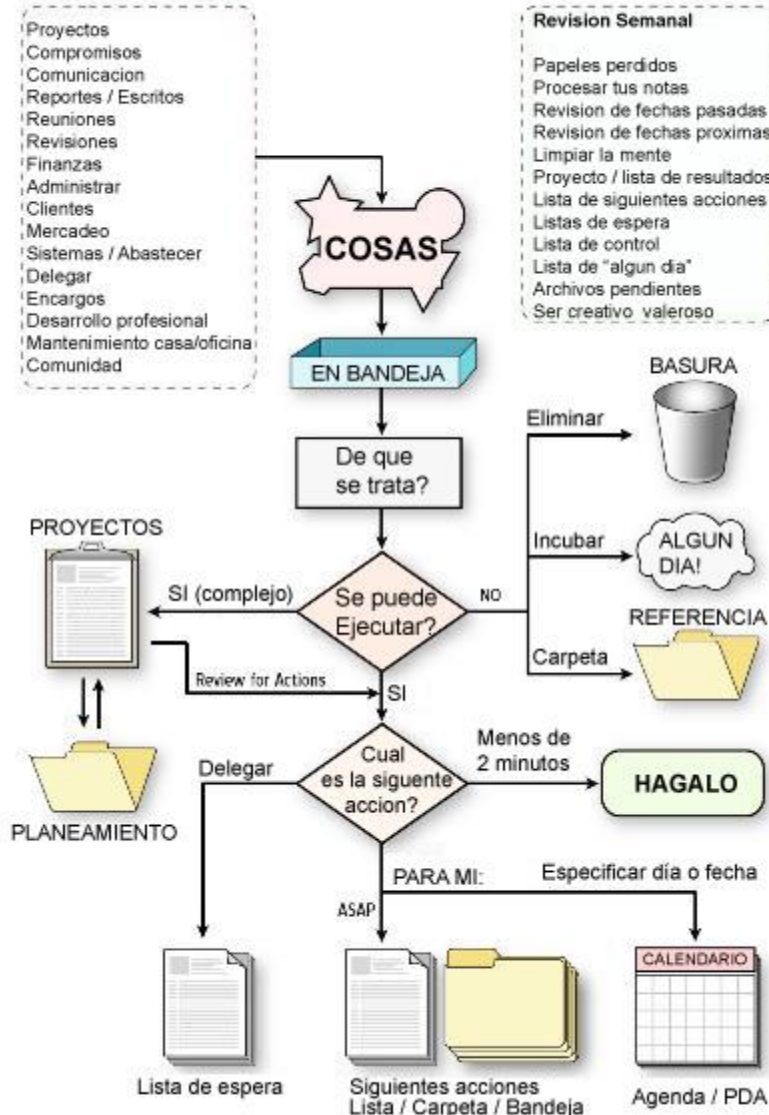 Proyectos
Compromisos
Comunicacion
Reportes / Escritos
Reuniones
Revisiones
Finanzas
Administrar
Clientes
Mercadeo
Sistemas / Abastecer
Delegar
Encargos
Desarrollo profesional
Mantenimiento casa/oficina
Comunidad
Revision Semanal
Papeles perdidos
Procesar tus notas
Revision de fechas pasadas
Revision de fechas proximas
Limpiar la mente
Proyecto / lista de resultados
Lista de siguientes acciones
Listas de espera
Lista de control
Lista de "algun dia"
Archivos pendientes
Ser creativo valeroso
COSAS
EN BANDEJA
De que
se trata?
BASURA
Eliminar
PROYECTOS
SI (complejo)
Se puede
Ejecutar?
NO
Incubar
ALGUN
DIA!
REFERENCIA
Carpeta
Review for Actions
SI
PLANEAMIENTO
Delegar
Cual
es la siguente
accion?
Menos de
2 minutos
HAGALO
PARA MI:
Especificar día o fecha
ASAP
CALENDARIO
Lista de espera
Siguientes acciones
Lista / Carpeta / Bandeja
Agenda / PDA